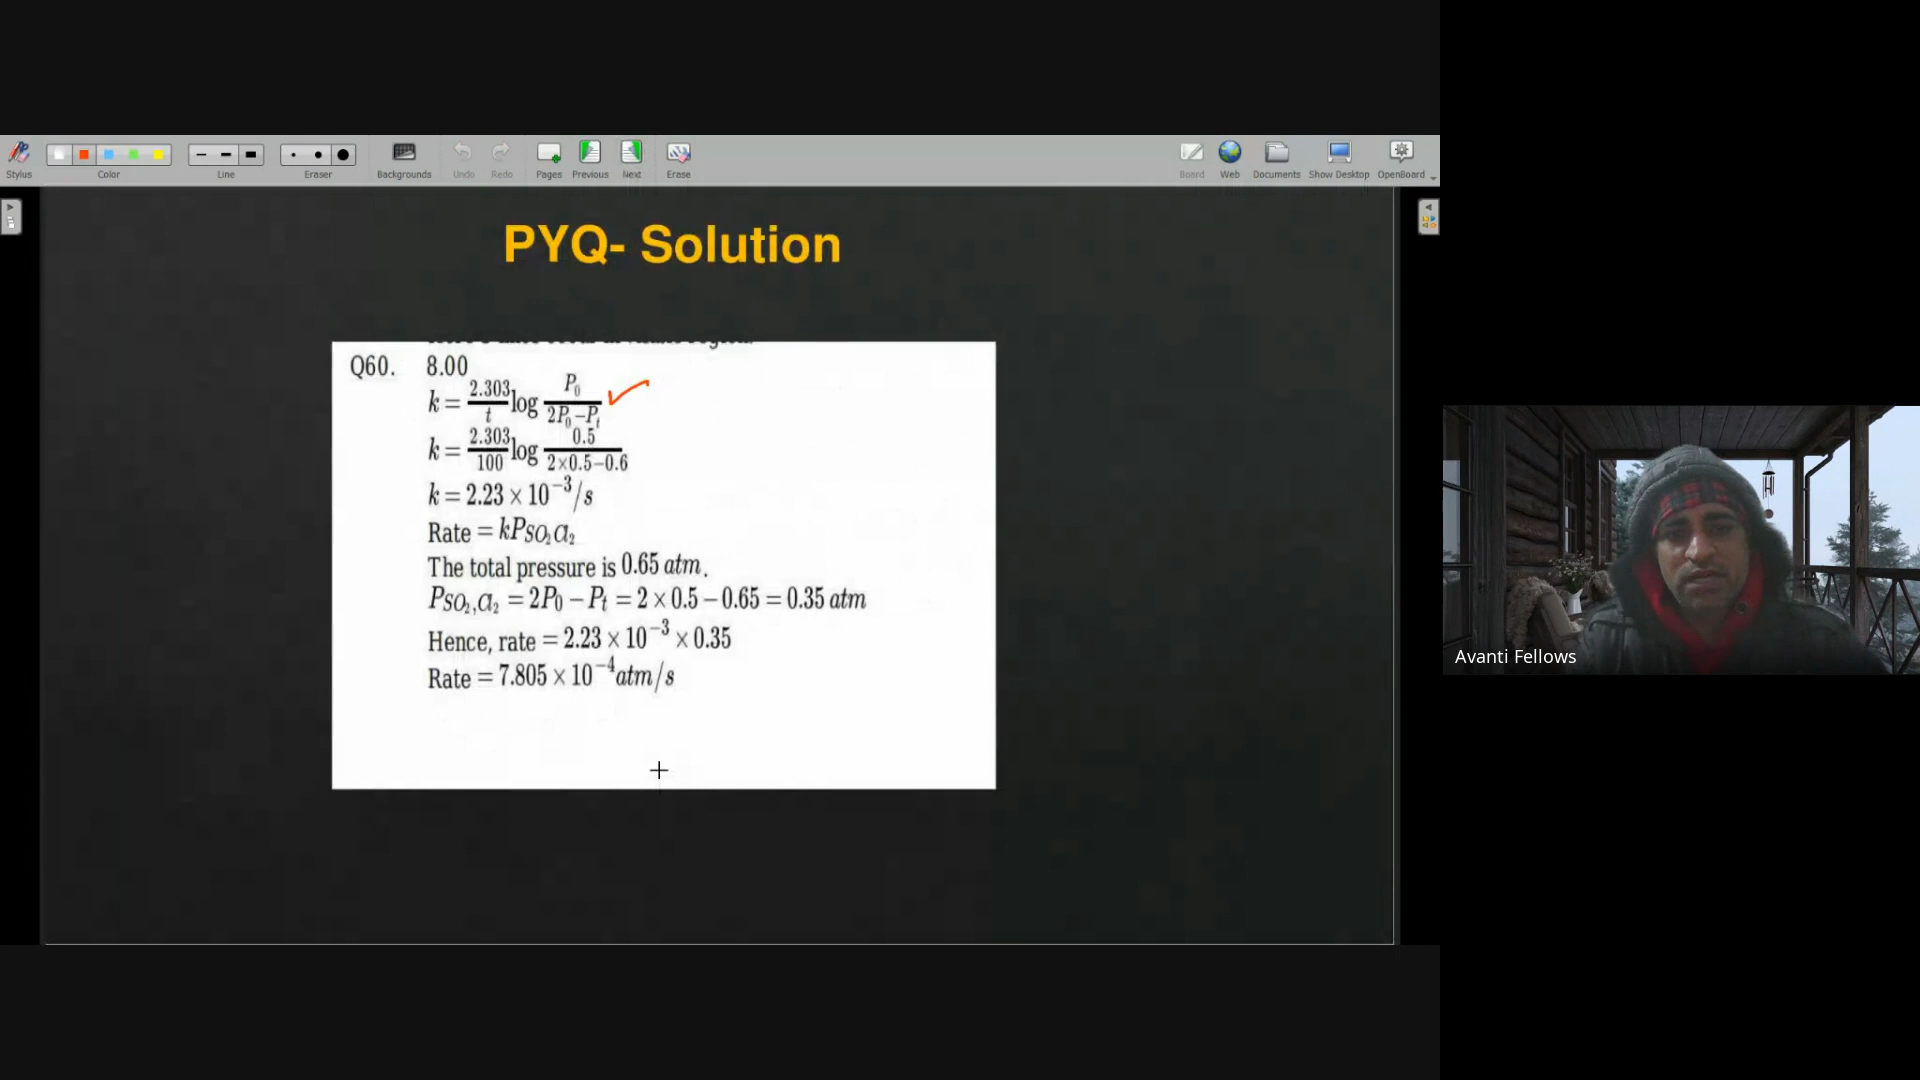 Stylus
Color
Line
Eraser
Backgrounds
Undo
Redo
Pages
Previous
Next
Erase
Board
Web
Documents
Show Desktop
OpenBoard
PYQ- Solution
Q60. 8.00
k = 2.303/t log P₀/2P₀−Pₜ
k = 2.303/100 log 0.5/2×0.5−0.6
k = 2.23 × 10⁻³/s
Rate = kPSO₂Cl₂
The total pressure is 0.65 atm.
PSO₂,Cl₂ = 2P₀ − Pₜ = 2 × 0.5 − 0.65 = 0.35 atm
Hence, rate = 2.23 × 10⁻³ × 0.35
Rate = 7.805 × 10⁻⁴ atm/s
Avanti Fellows